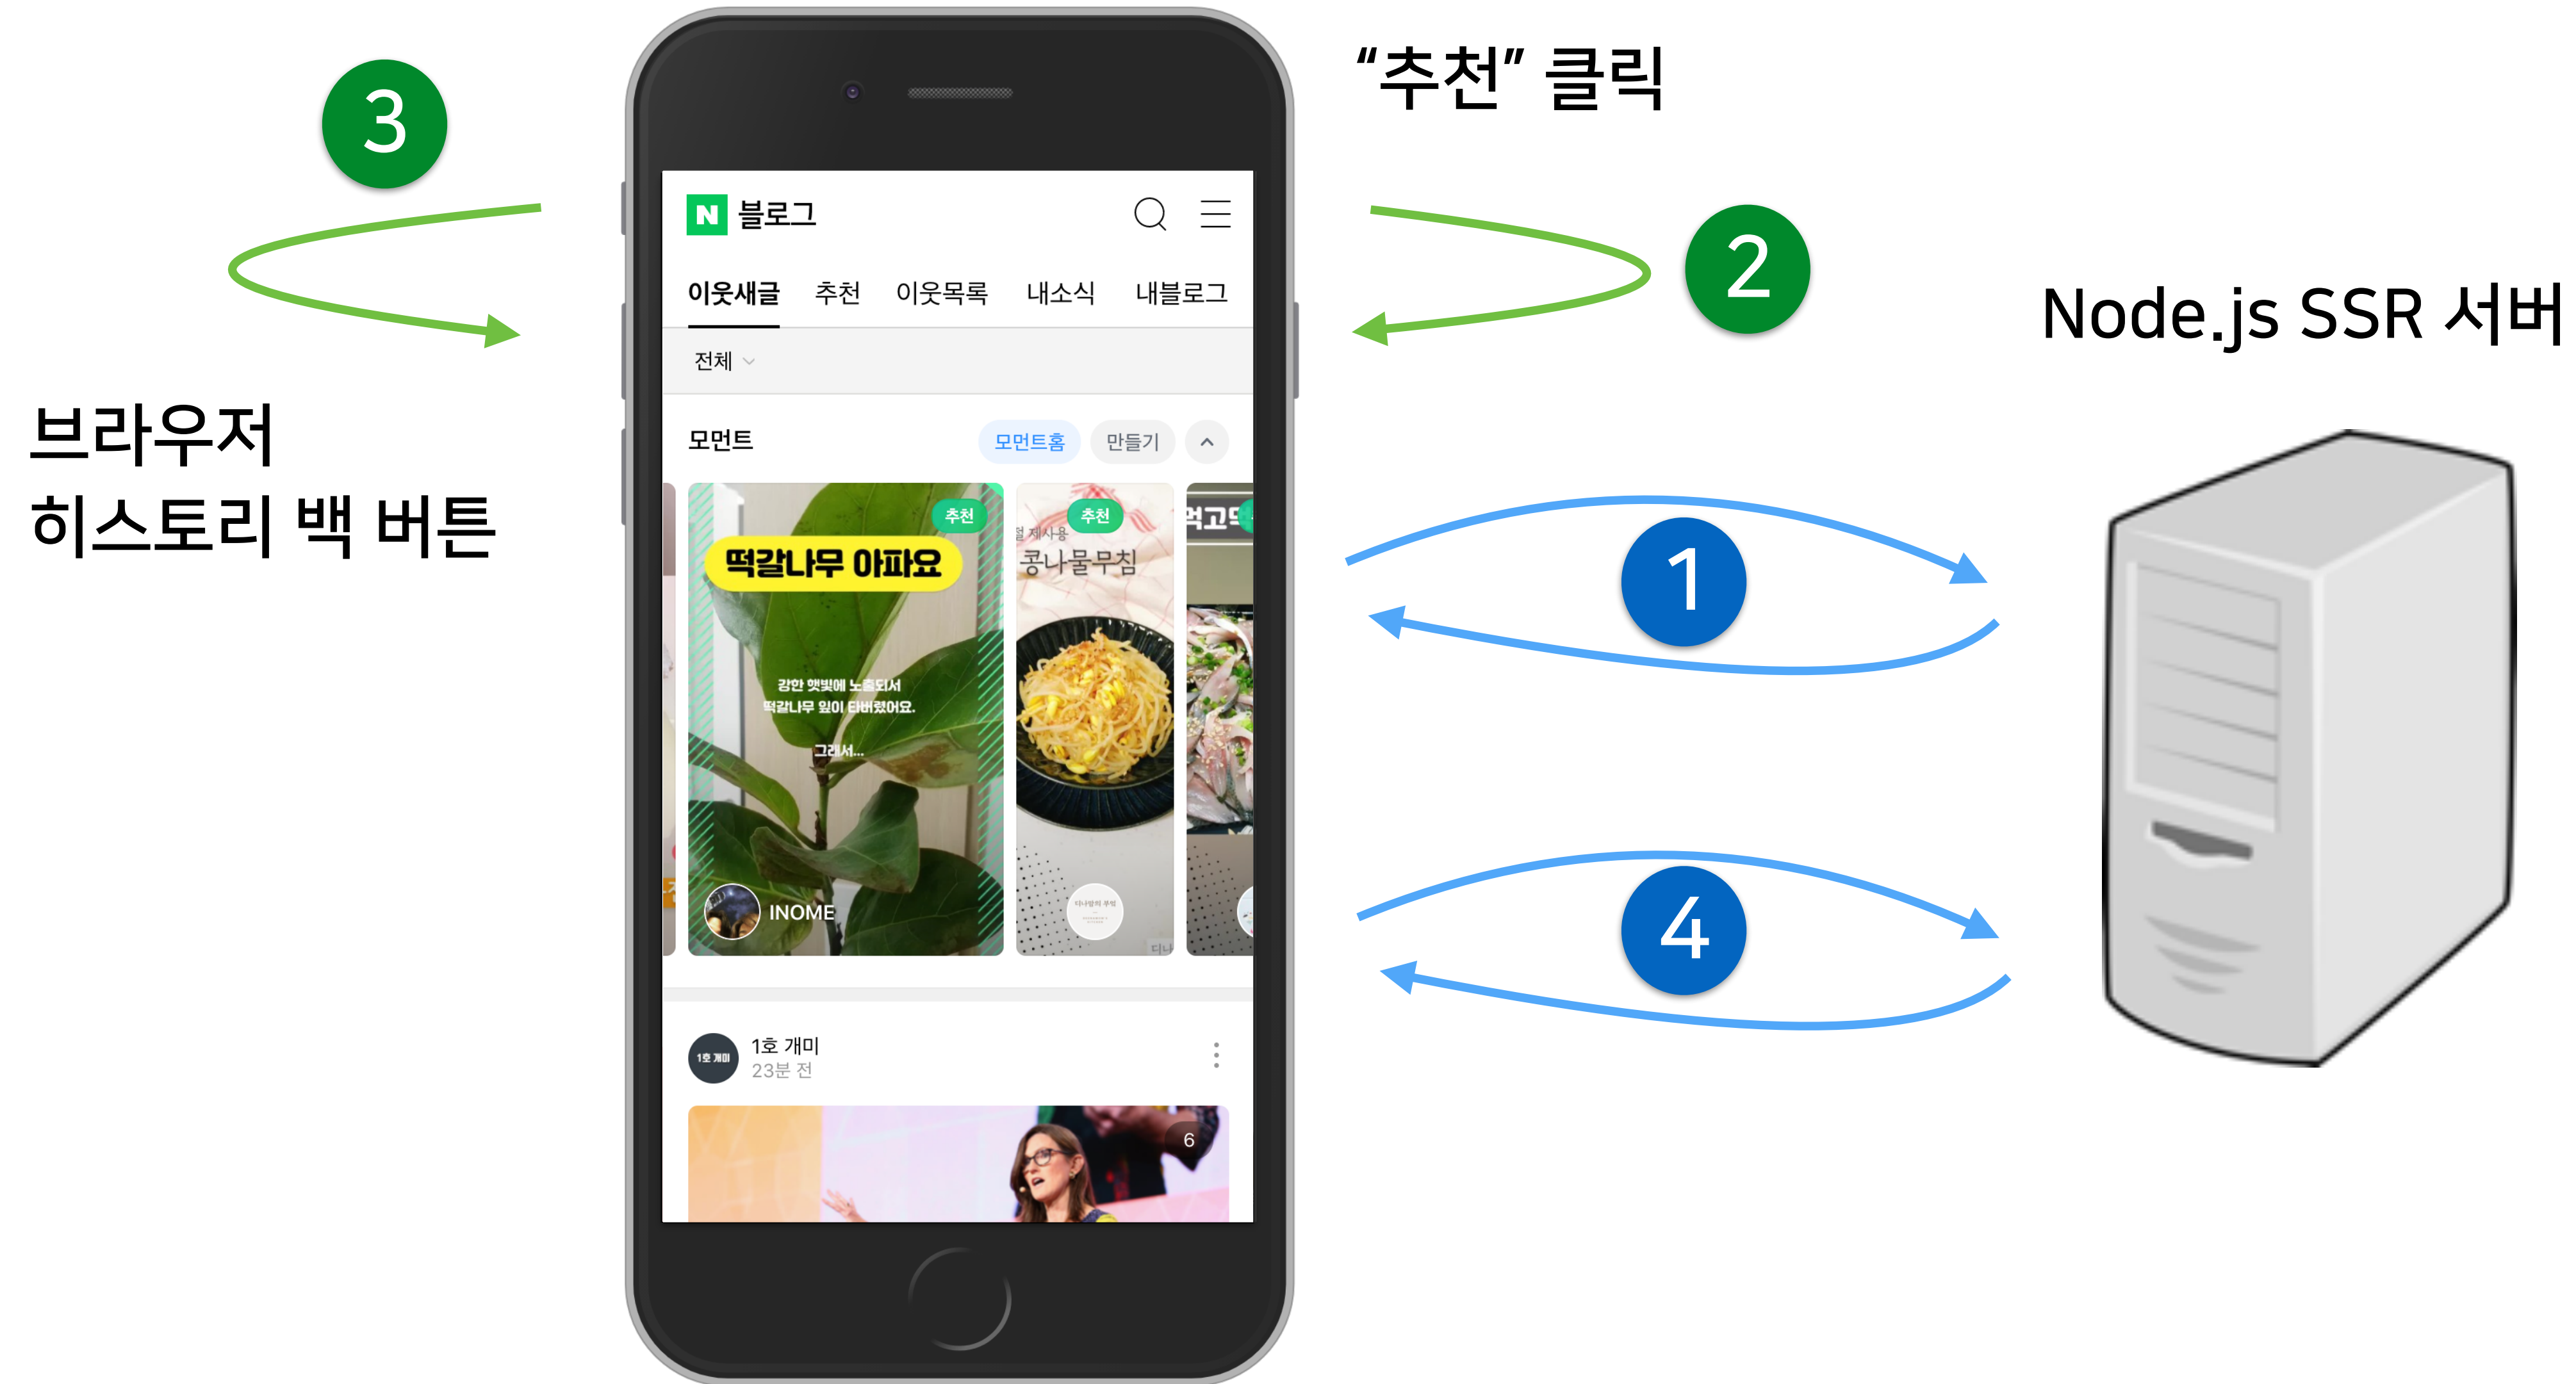 3
브라우저
히스토리 백 버튼
N 블로그
이웃새글 추천 이웃목록 내소식 내블로그
전체
모먼트 모먼트홈 만들기
추천
떡갈나무 아파요
강한 햇빛에 노출되서
떡갈나무 잎이 타버렸어요.
그래서...
INOME
추천
콩나물무침
1호 개미
1호 개미
23분 전
6
“추천” 클릭
2
Node.js SSR 서버
1
4